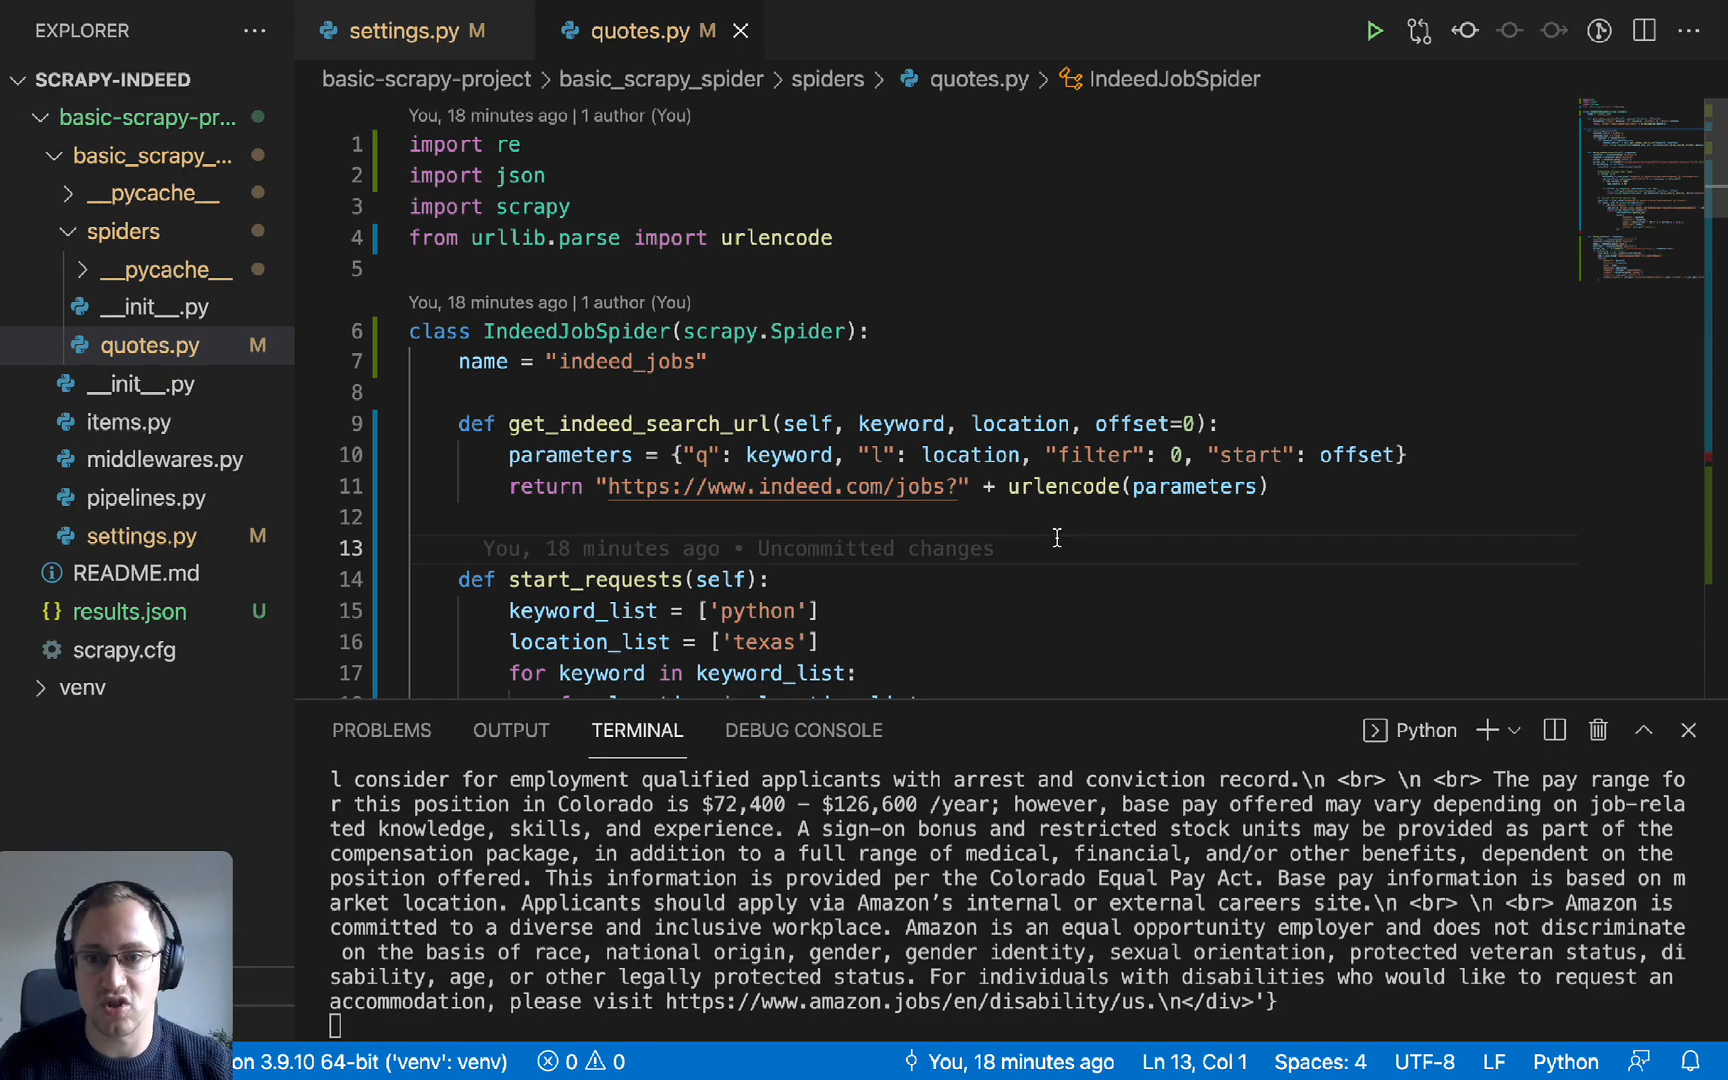 EXPLORER
settings.py M
quotes.py M
SCRAPY-INDEED
basic-scrapy-project > basic_scrapy_spider > spiders > quotes.py > IndeedJobSpider
basic-scrapy-pr...
basic_scrapy_...
__pycache__
spiders
__pycache__
__init__.py
quotes.py M
__init__.py
items.py
middlewares.py
pipelines.py
settings.py M
README.md
{} results.json U
scrapy.cfg
venv
You, 18 minutes ago | 1 author (You)
1 import re
2 import json
3 import scrapy
4 from urllib.parse import urlencode
5
You, 18 minutes ago | 1 author (You)
6 class IndeedJobSpider(scrapy.Spider):
7 name = "indeed_jobs"
8
9 def get_indeed_search_url(self, keyword, location, offset=0):
10 parameters = {"q": keyword, "l": location, "filter": 0, "start": offset}
11 return "https://www.indeed.com/jobs?" + urlencode(parameters)
12
13 You, 18 minutes ago • Uncommitted changes
14 def start_requests(self):
15 keyword_list = ['python']
16 location_list = ['texas']
17 for keyword in keyword_list:
PROBLEMS OUTPUT TERMINAL DEBUG CONSOLE
Python
l consider for employment qualified applicants with arrest and conviction record.\n <br> \n <br> The pay range fo
r this position in Colorado is $72,400 – $126,600 /year; however, base pay offered may vary depending on job-rela
ted knowledge, skills, and experience. A sign-on bonus and restricted stock units may be provided as part of the
compensation package, in addition to a full range of medical, financial, and/or other benefits, dependent on the
position offered. This information is provided per the Colorado Equal Pay Act. Base pay information is based on m
arket location. Applicants should apply via Amazon’s internal or external careers site.\n <br> \n <br> Amazon is
committed to a diverse and inclusive workplace. Amazon is an equal opportunity employer and does not discriminate
on the basis of race, national origin, gender, gender identity, sexual orientation, protected veteran status, di
sability, age, or other legally protected status. For individuals with disabilities who would like to request an
accommodation, please visit https://www.amazon.jobs/en/disability/us.\n</div>'}
on 3.9.10 64-bit ('venv': venv) 0 0 You, 18 minutes ago Ln 13, Col 1 Spaces: 4 UTF-8 LF Python